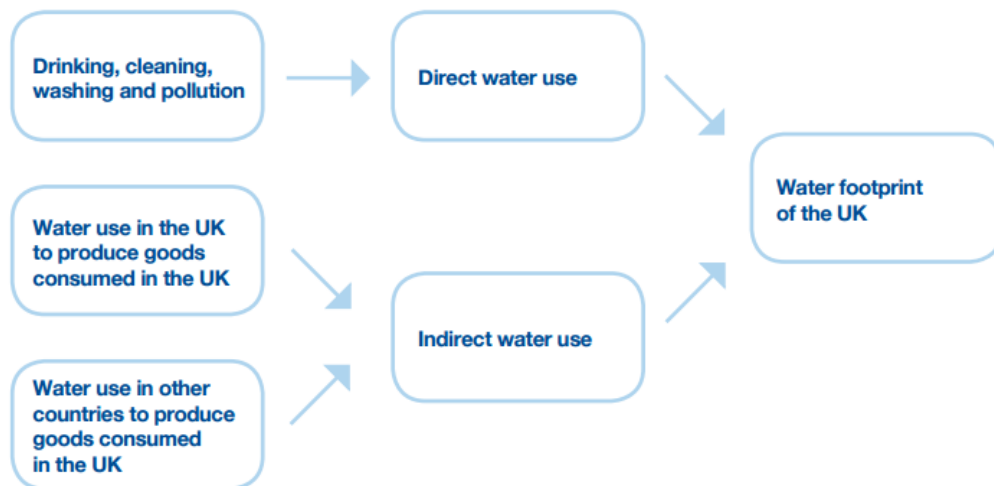 Drinking, cleaning,
washing and pollution
Direct water use
Water use in the UK
to produce goods
consumed in the UK
Water footprint
of the UK
Indirect water use
Water use in other
countries to produce
goods consumed
in the UK